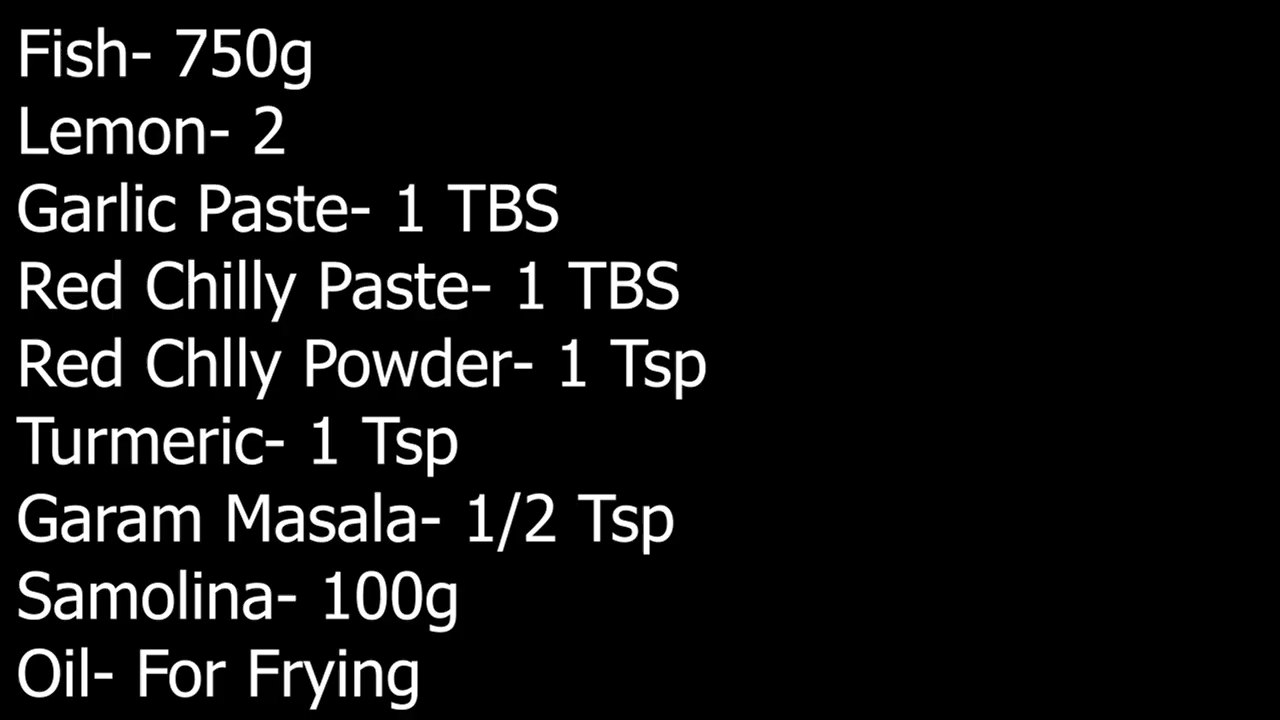 Fish- 750g
Lemon- 2
Garlic Paste- 1 TBS
Red Chilly Paste- 1 TBS
Red Chlly Powder- 1 Tsp
Turmeric- 1 Tsp
Garam Masala- 1/2 Tsp
Samolina- 100g
Oil- For Frying